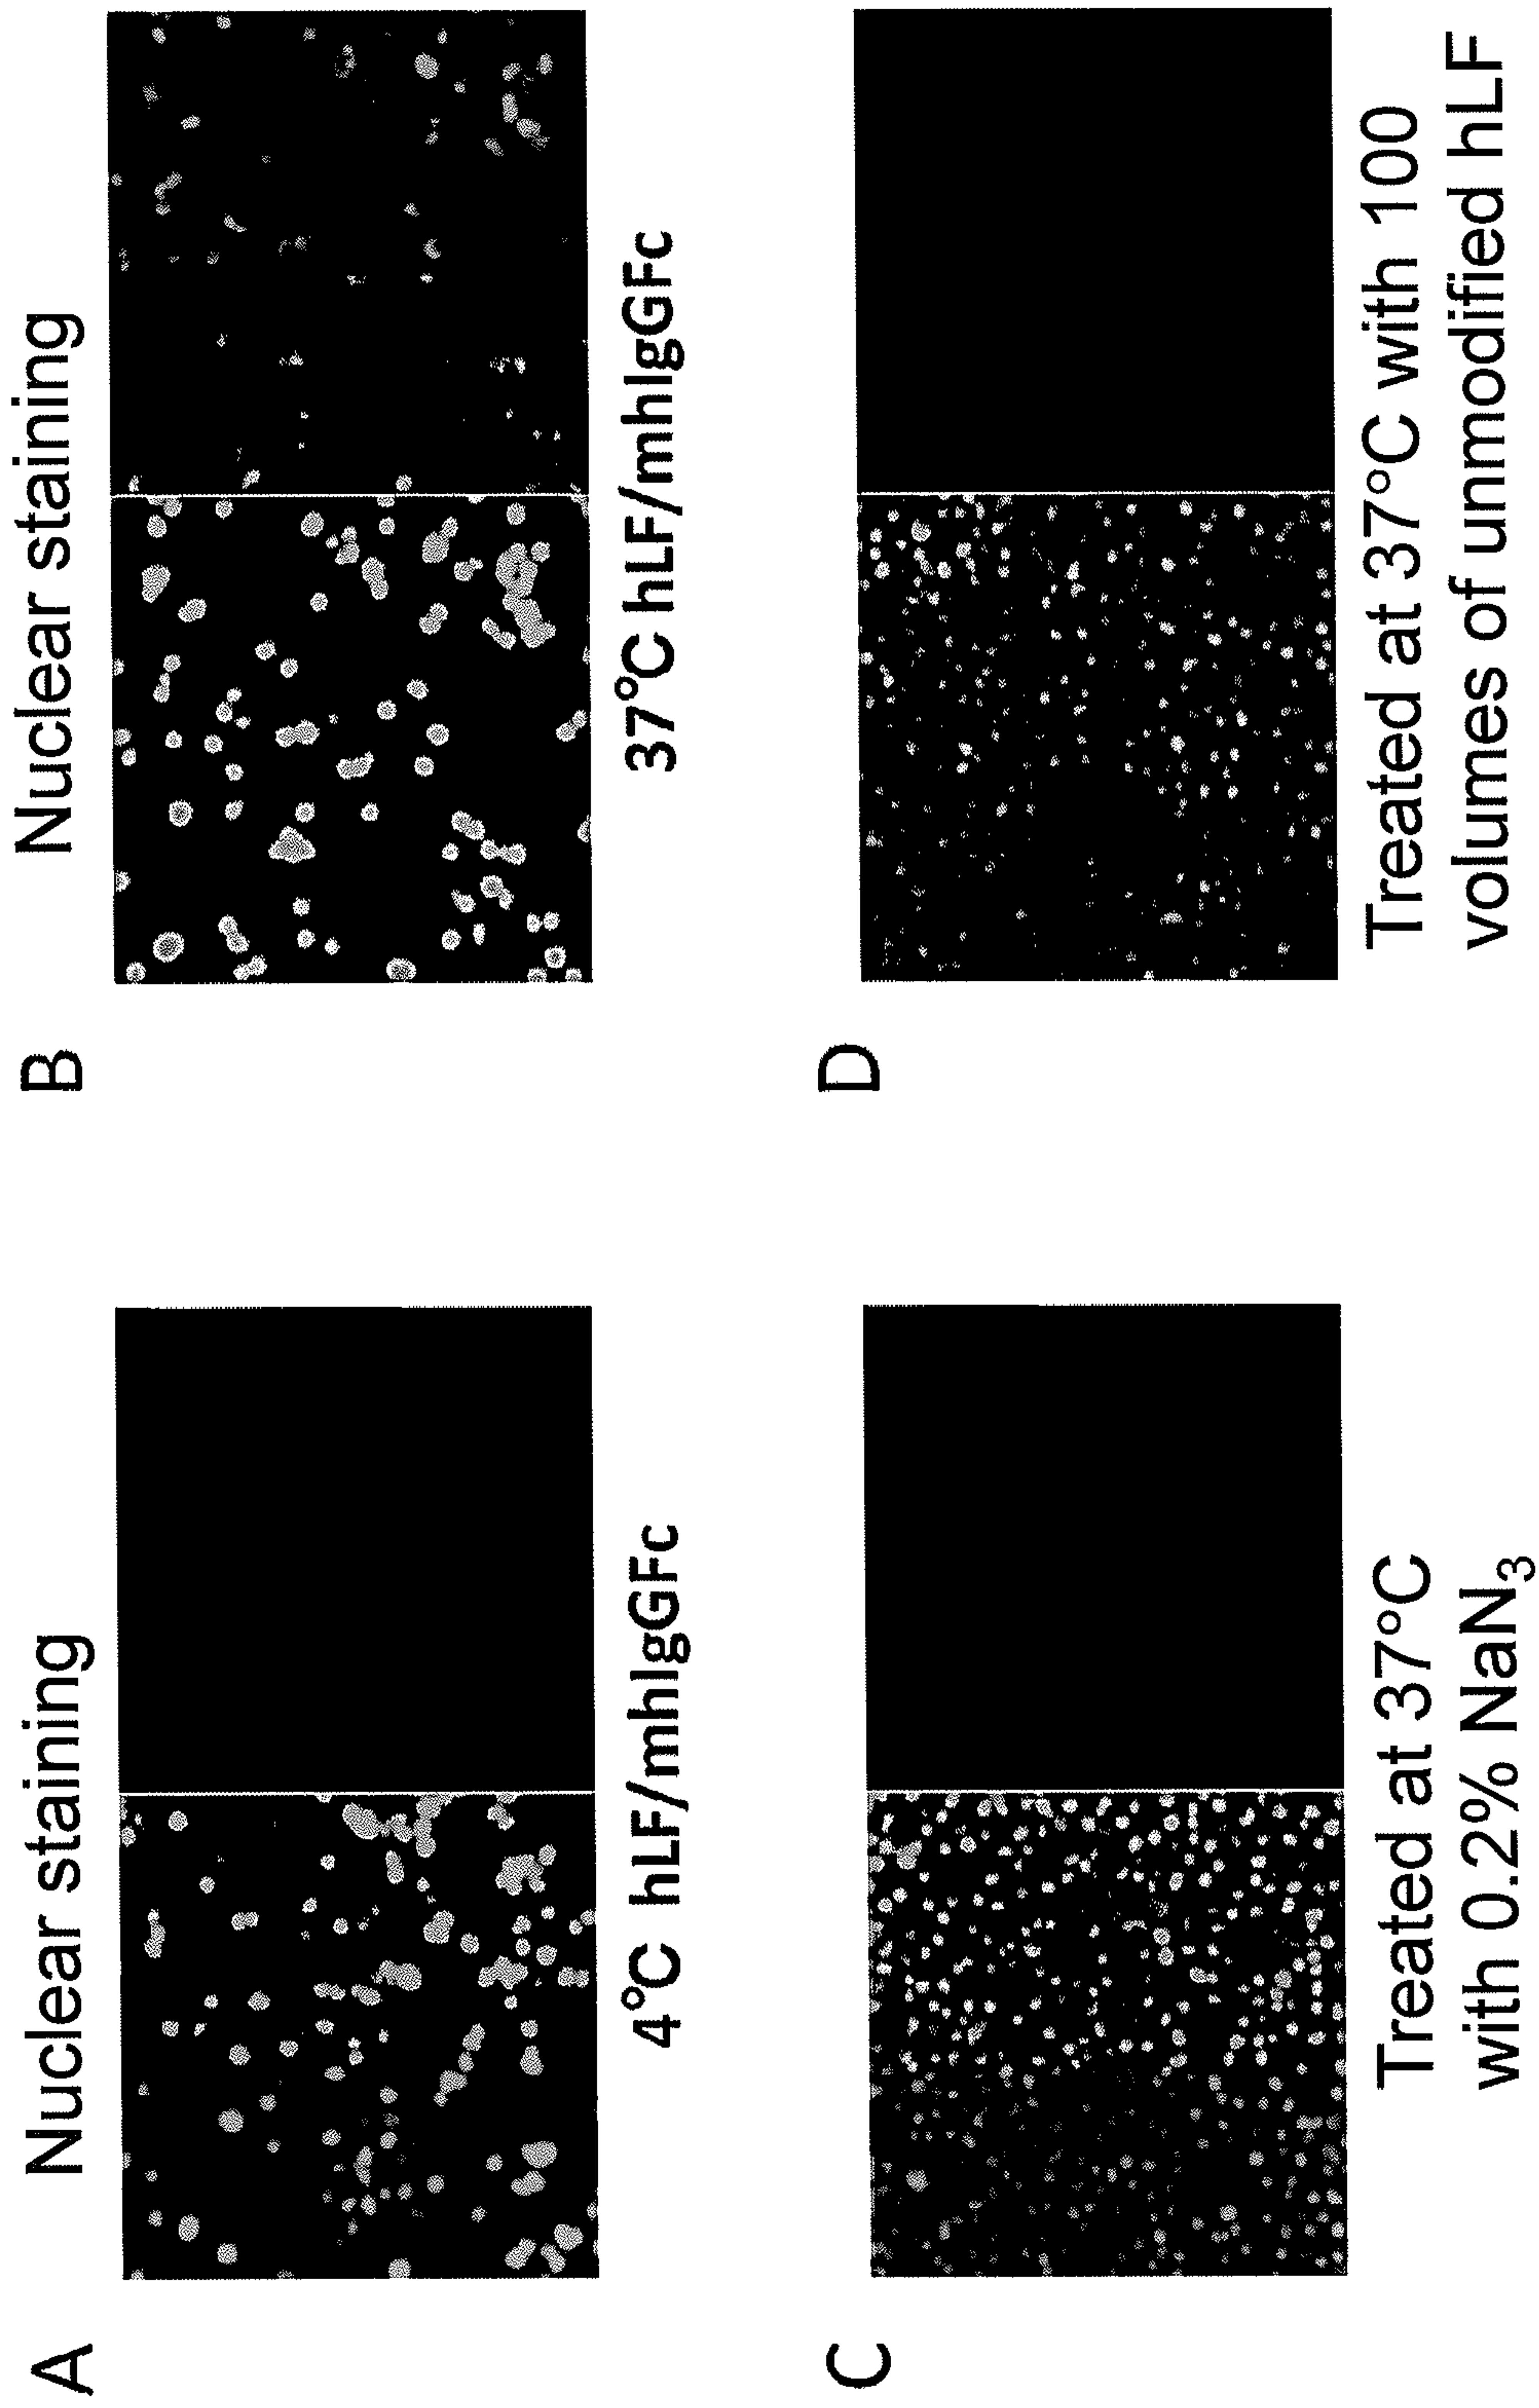 A
Nuclear staining
4°C hLF/mhIgGFc
B
Nuclear staining
37°C hLF/mhIgGFc
C
Treated at 37°C
with 0.2% NaN₃
D
Treated at 37°C with 100
volumes of unmodified hLF